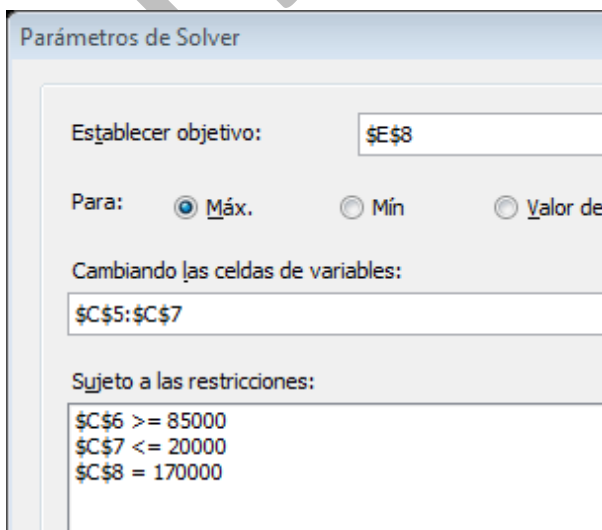 Parámetros de Solver
Establecer objetivo: $E$8
Para: Máx. Mín Valor de
Cambiando las celdas de variables:
$C$5:$C$7
Sujeto a las restricciones:
$C$6 >= 85000
$C$7 <= 20000
$C$8 = 170000